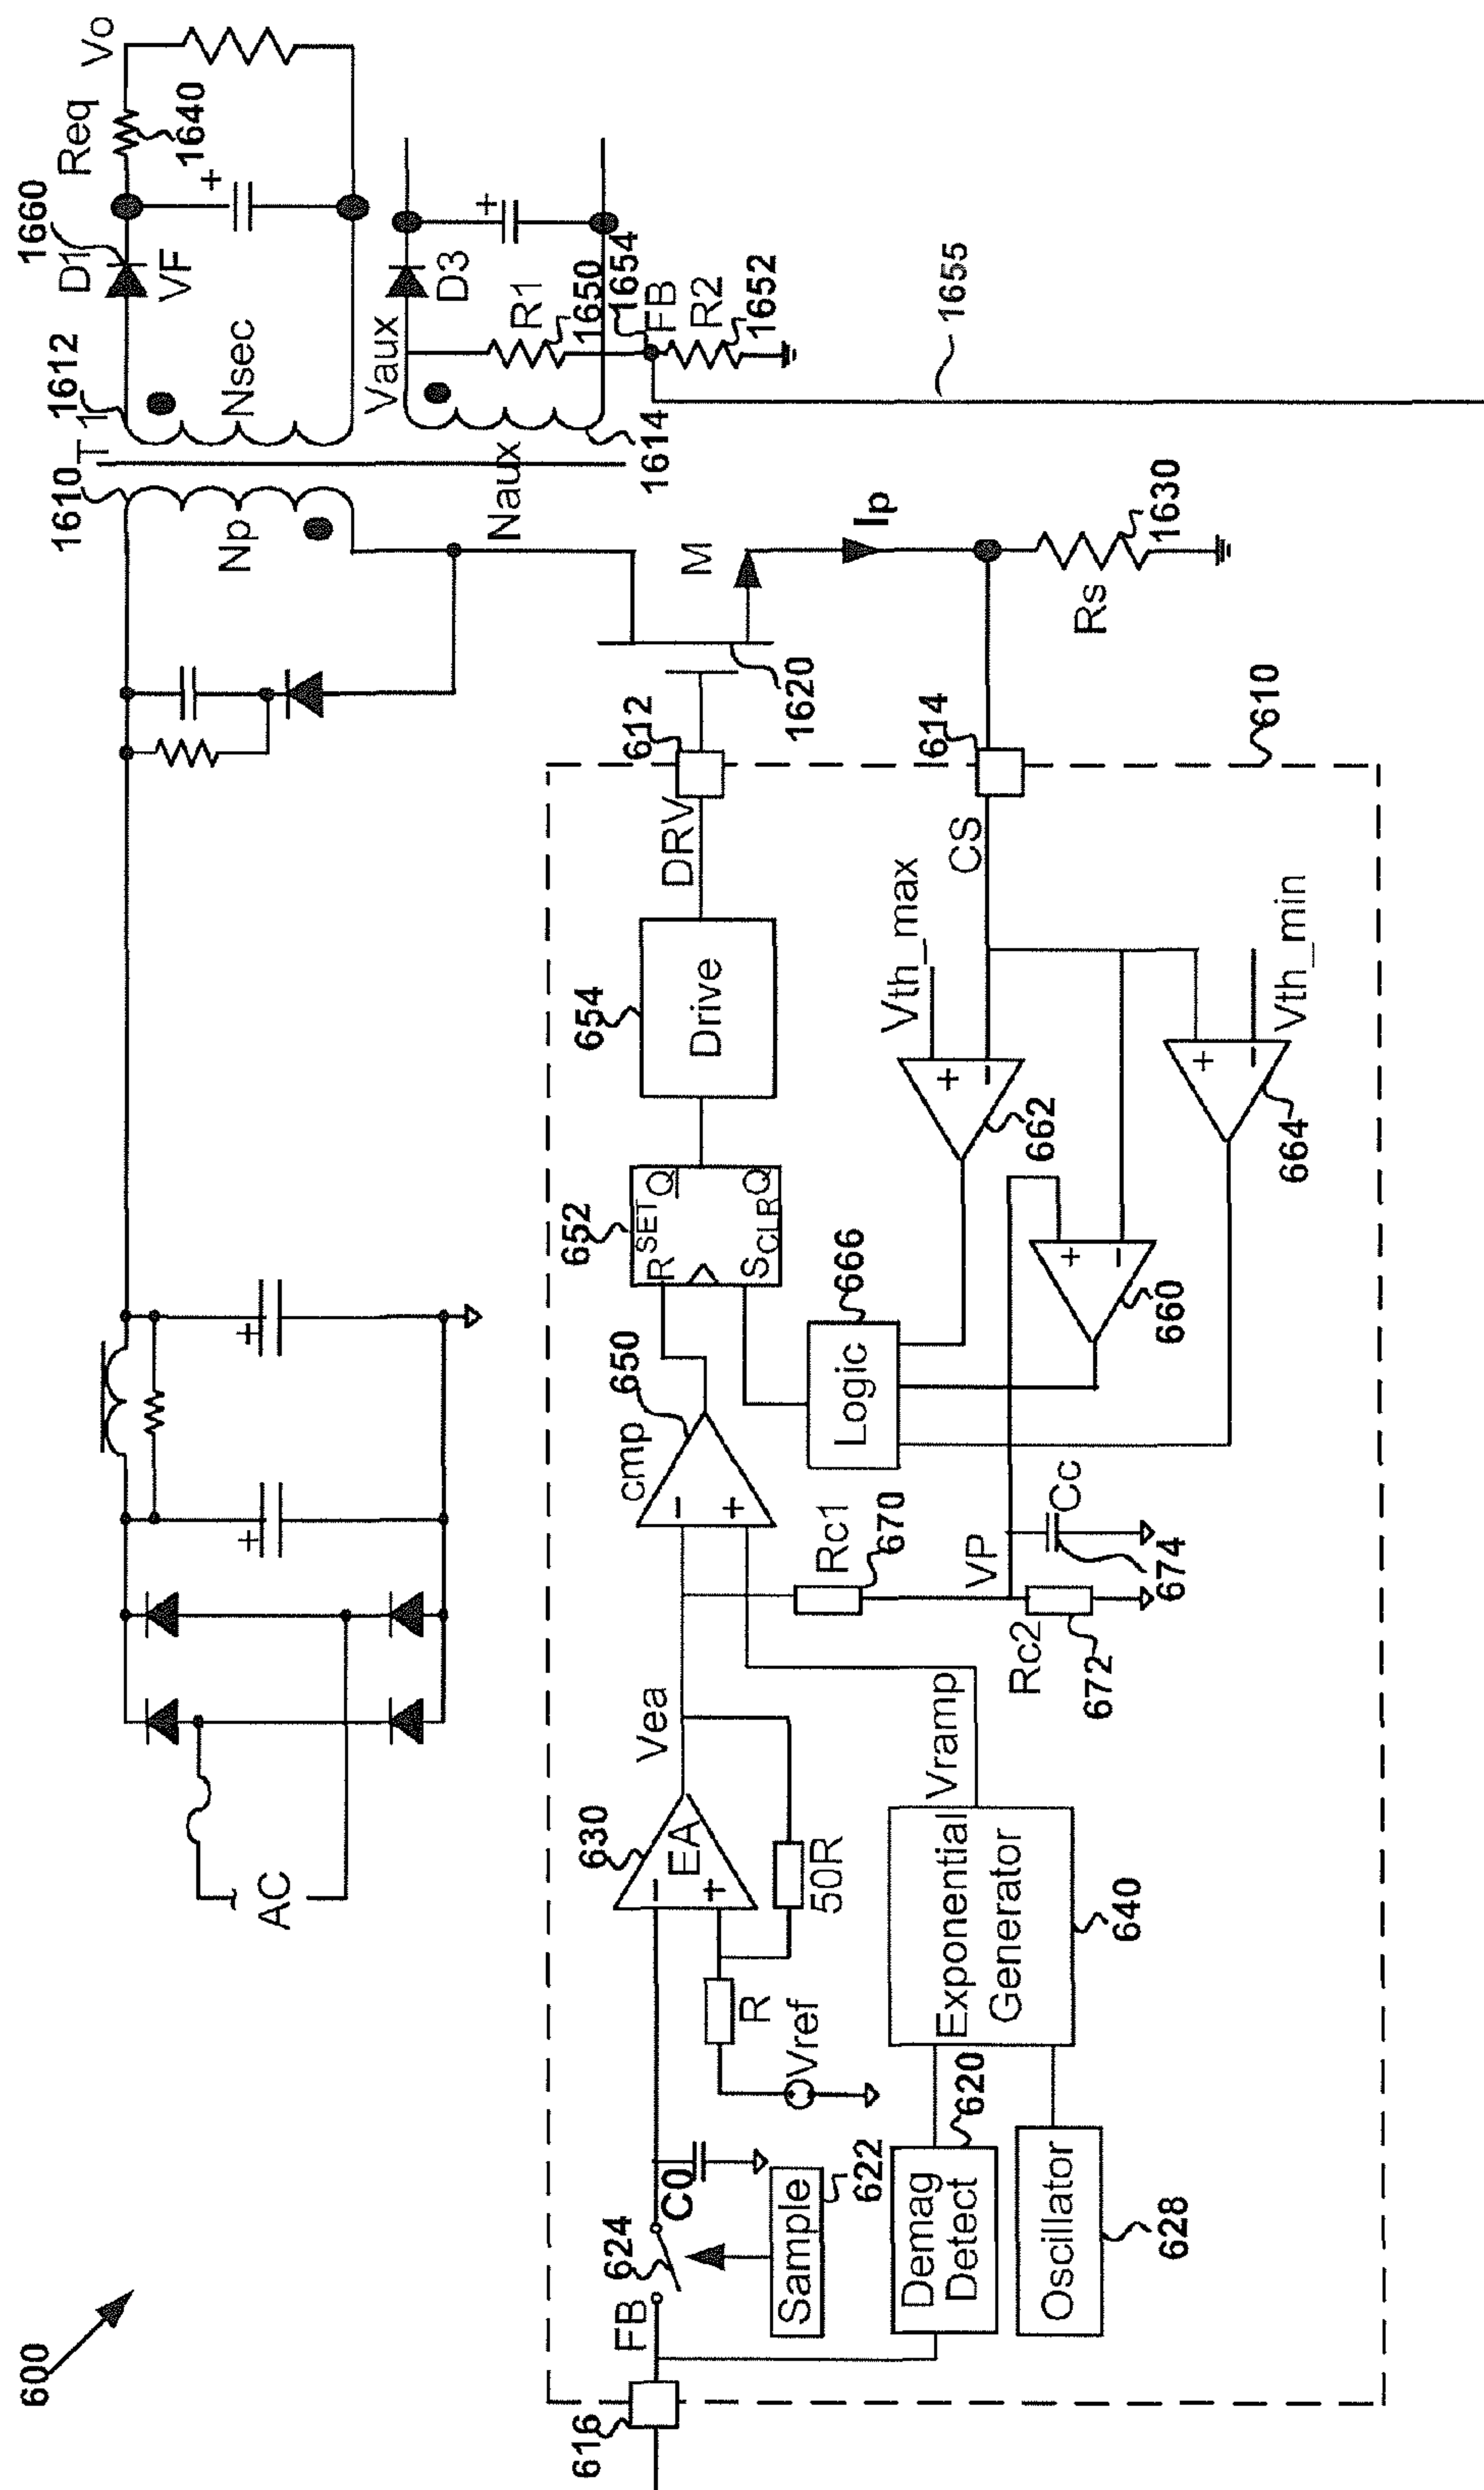 600
AC
1610
T 1
1612
Np
Nsec
D1
1660
VF
Req
1640
+
Vo
+
+
Vaux
D3
+
R1
1650
1654
FB
R2
1652
1655
Naux
1614
M
1620
Ip
Rs
1630
616
FB
624
C0
Sample
622
Demag
Detect
620
Oscillator
628
R
Vref
630
EA
−
+
50R
Exponential
Generator
640
Vramp
Vea
cmp
650
−
+
Rc1
670
VP
Rc2
672
Cc
674
Logic
666
652
R
SET
Q
S
CLR
Q
654
Drive
DRV
612
CS
614
610
Vth_max
+
−
662
+
−
660
+
−
664
Vth_min